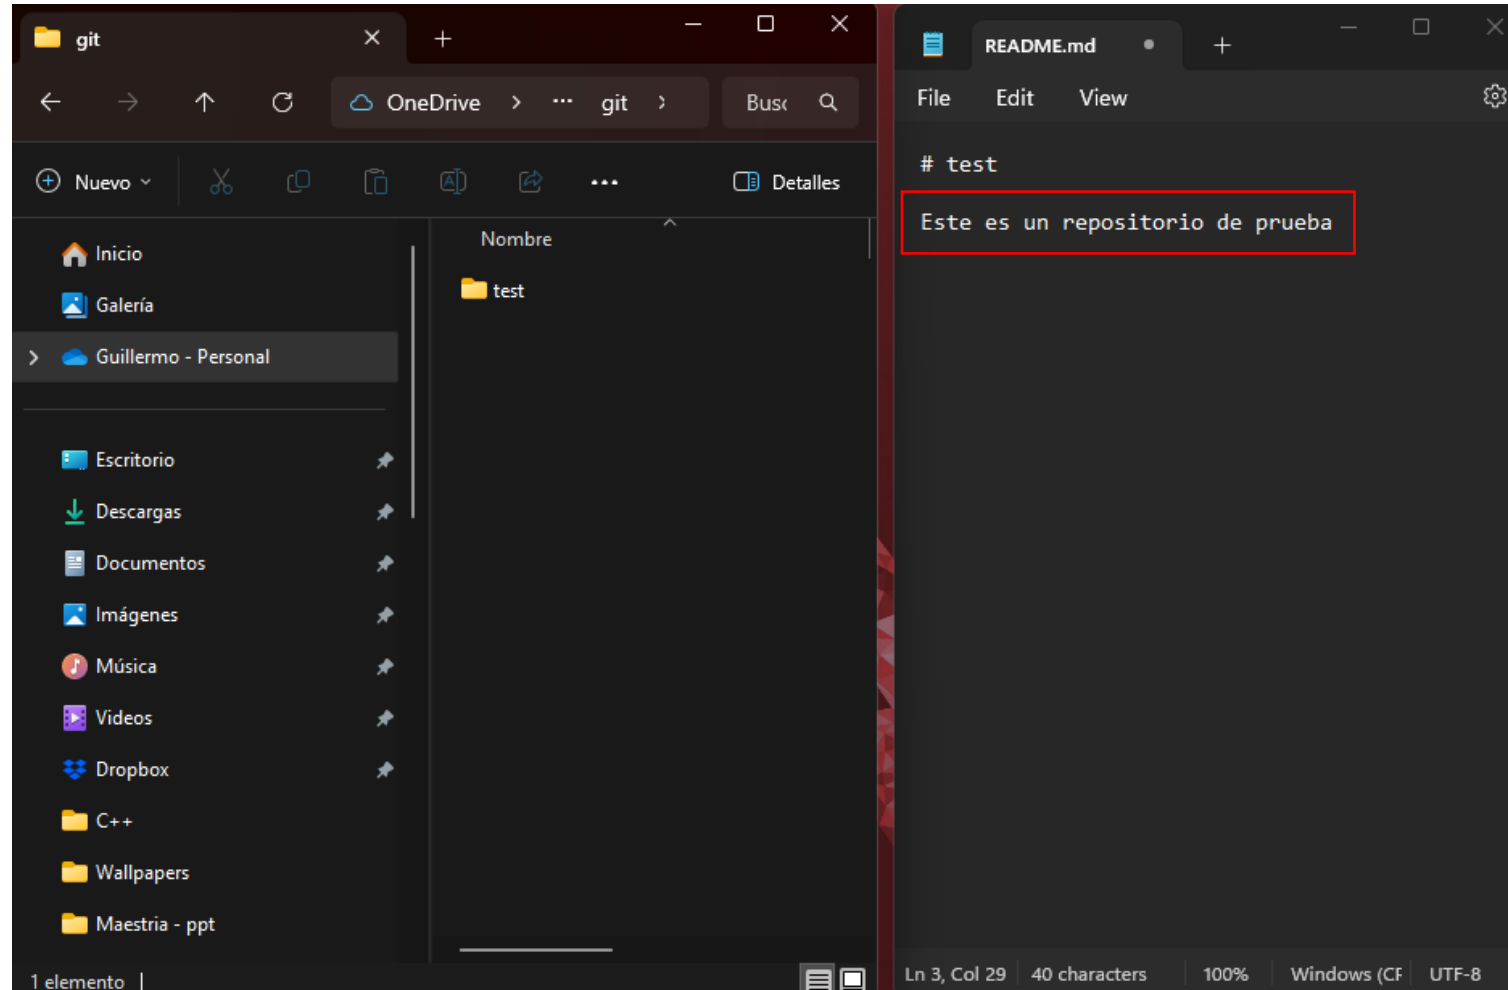 git
OneDrive > ... git >
Busc
Nuevo
Detalles
Inicio
Galería
Guillermo - Personal
Escritorio
Descargas
Documentos
Imágenes
Música
Videos
Dropbox
C++
Wallpapers
Maestria - ppt
Nombre
test
1 elemento
README.md
File Edit View
# test
Este es un repositorio de prueba
Ln 3, Col 29 40 characters 100% Windows (CF UTF-8